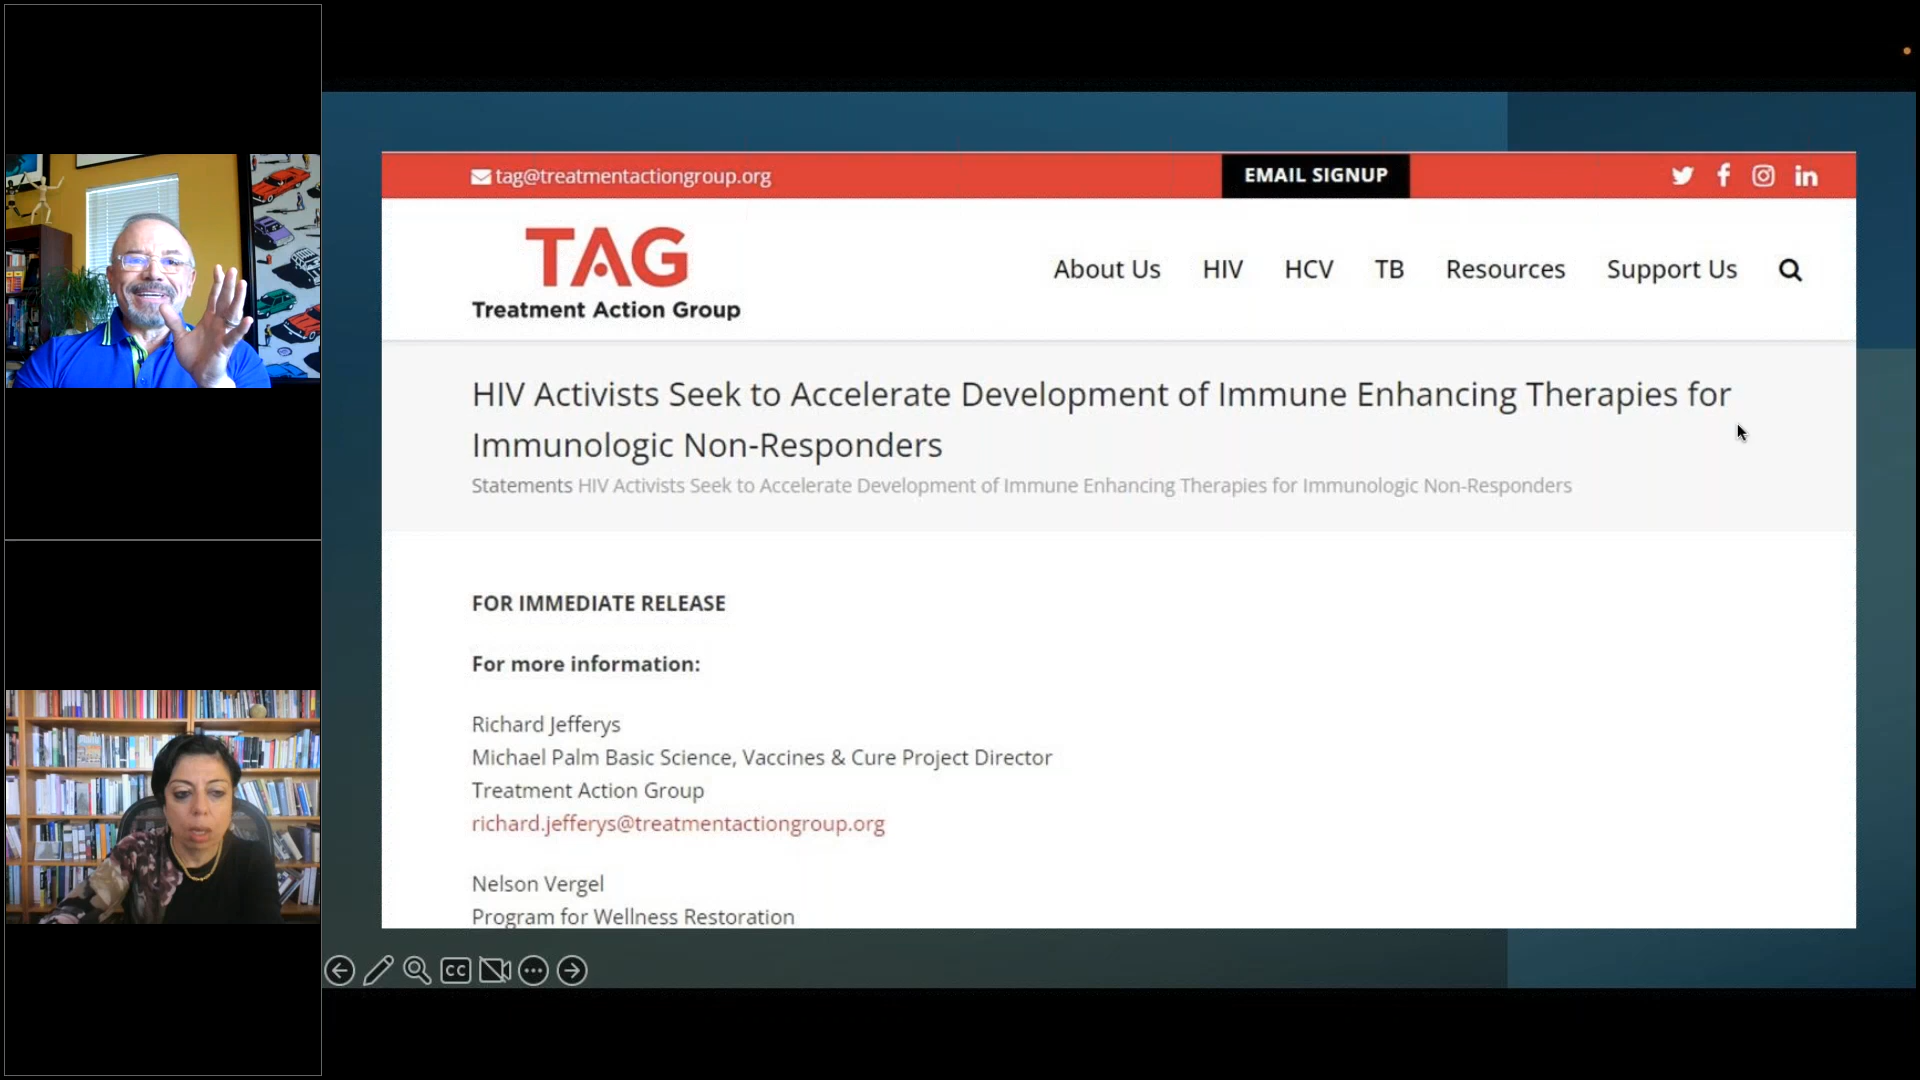 tag@treatmentactiongroup.org
EMAIL SIGNUP
TAG
Treatment Action Group
About Us
HIV
HCV
TB
Resources
Support Us
HIV Activists Seek to Accelerate Development of Immune Enhancing Therapies for
Immunologic Non-Responders
Statements HIV Activists Seek to Accelerate Development of Immune Enhancing Therapies for Immunologic Non-Responders
FOR IMMEDIATE RELEASE
For more information:
Richard Jefferys
Michael Palm Basic Science, Vaccines & Cure Project Director
Treatment Action Group
richard.jefferys@treatmentactiongroup.org
Nelson Vergel
Program for Wellness Restoration
CC